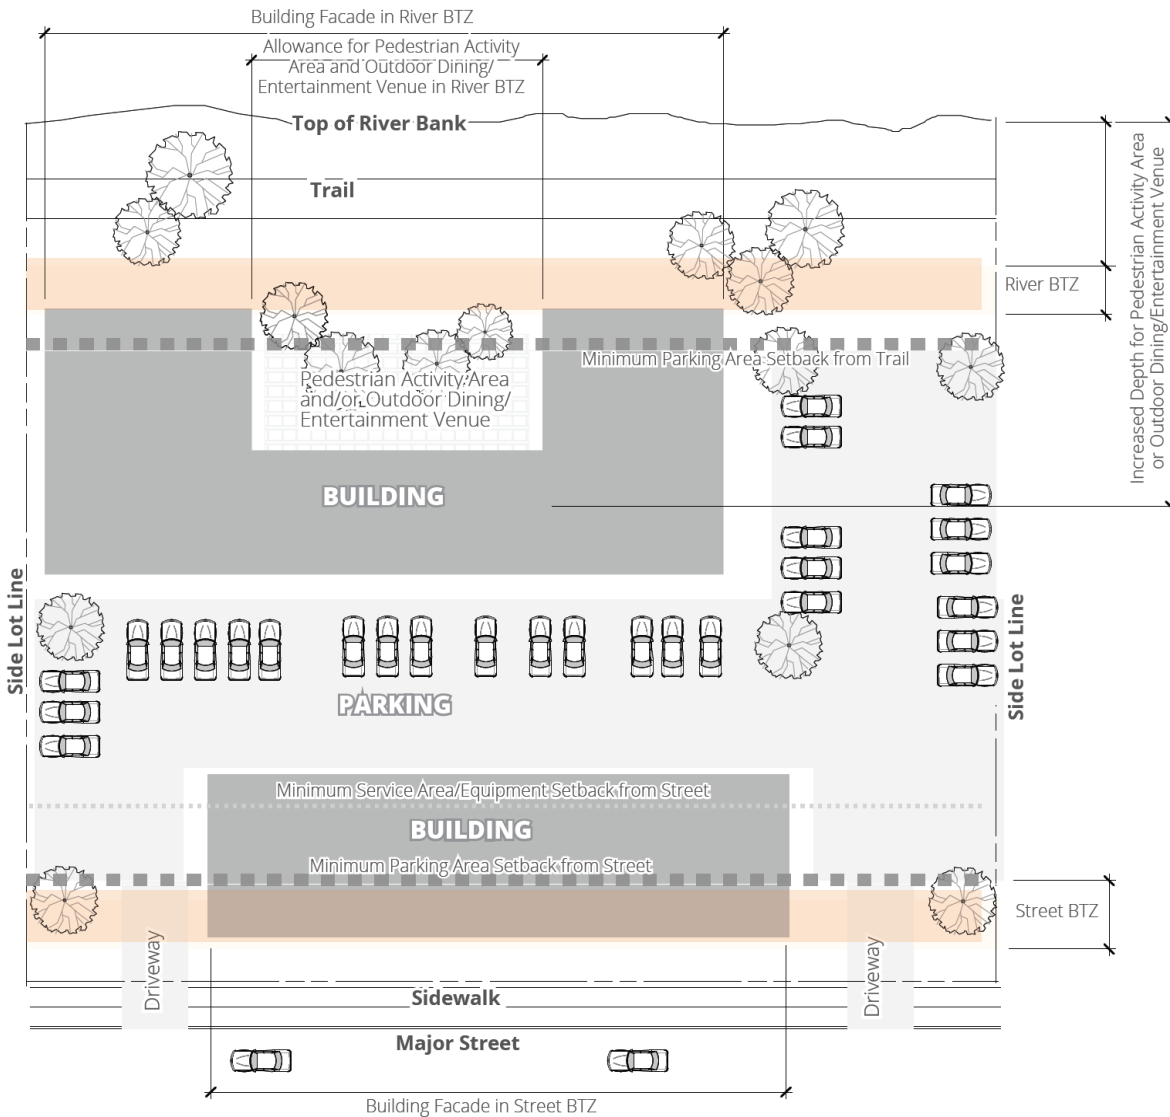 Building Facade in River BTZ
Allowance for Pedestrian Activity
Area and Outdoor Dining/
Entertainment Venue in River BTZ
Top of River Bank
Trail
Increased Depth for Pedestrian Activity Area
or Outdoor Dining/Entertainment Venue
River BTZ
Minimum Parking Area Setback from Trail
Pedestrian Activity Area
and/or Outdoor Dining/
Entertainment Venue
BUILDING
Side Lot Line
Side Lot Line
PARKING
Minimum Service Area/Equipment Setback from Street
BUILDING
Minimum Parking Area Setback from Street
Street BTZ
Driveway
Driveway
Sidewalk
Major Street
Building Facade in Street BTZ